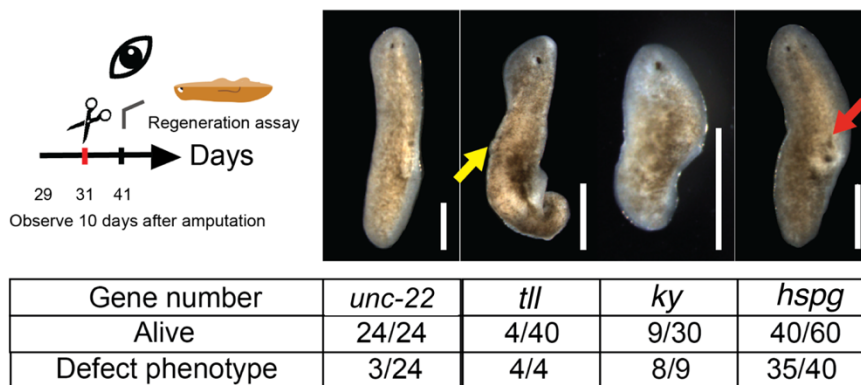 Regeneration assay
Days
29 31 41
Observe 10 days after amputation
Gene number unc-22 tll ky hspg
Alive 24/24 4/40 9/30 40/60
Defect phenotype 3/24 4/4 8/9 35/40